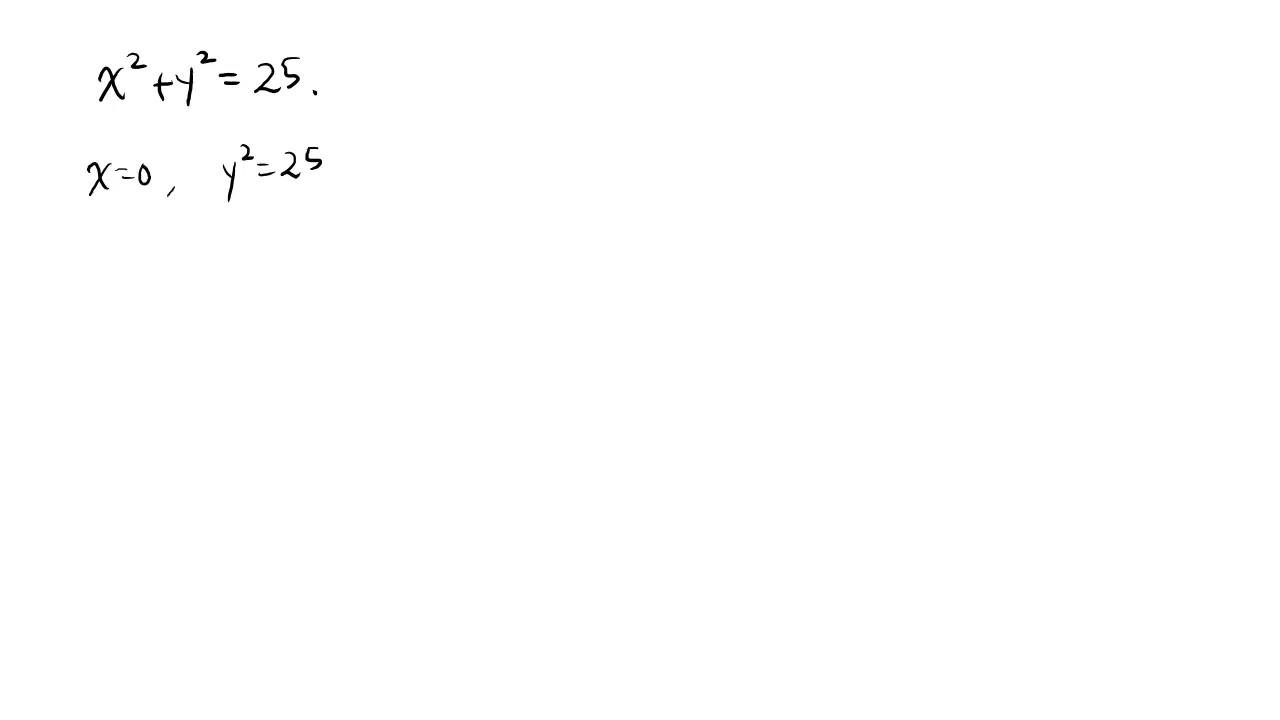 x² + y² = 25.
x = 0, y² = 25